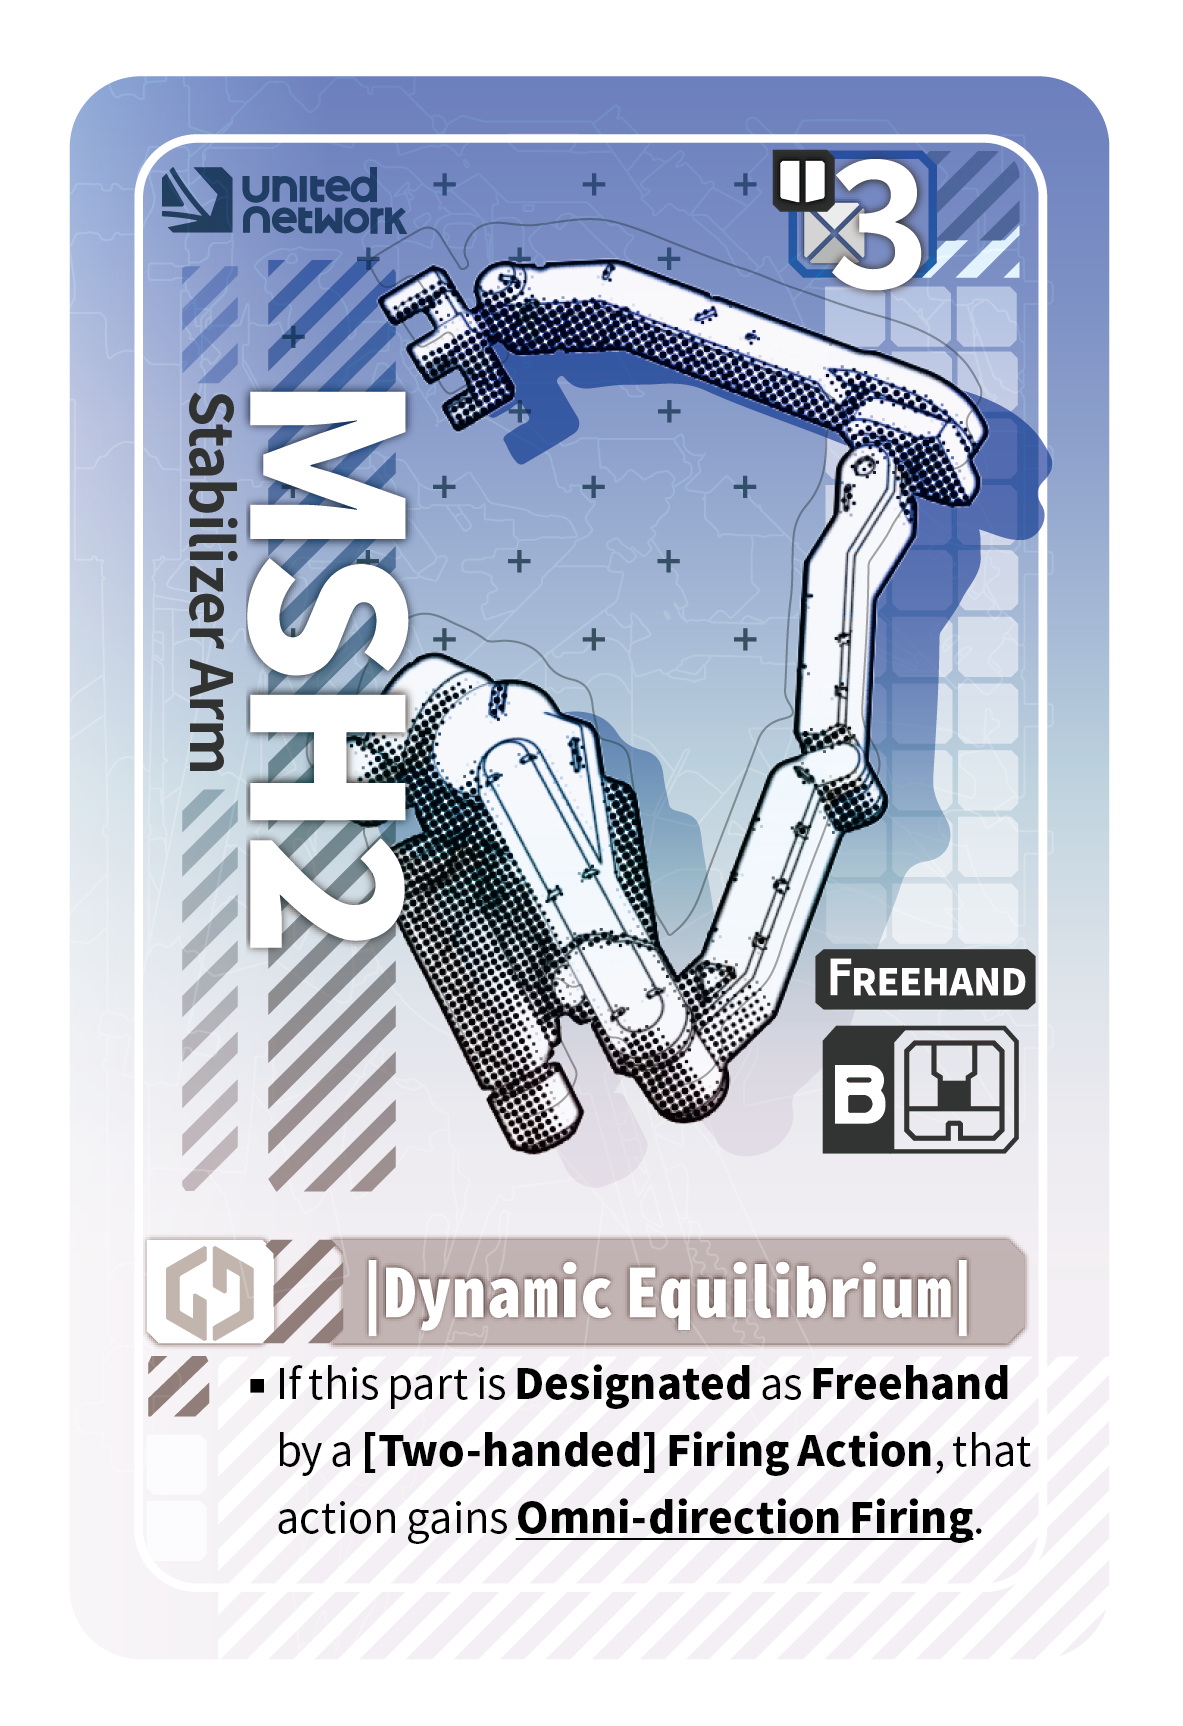 united
network
3
MSH2
Stabilizer Arm
FREEHAND
B
|Dynamic Equilibrium|
▪ If this part is Designated as Freehand
by a [Two-handed] Firing Action, that
action gains Omni-direction Firing.